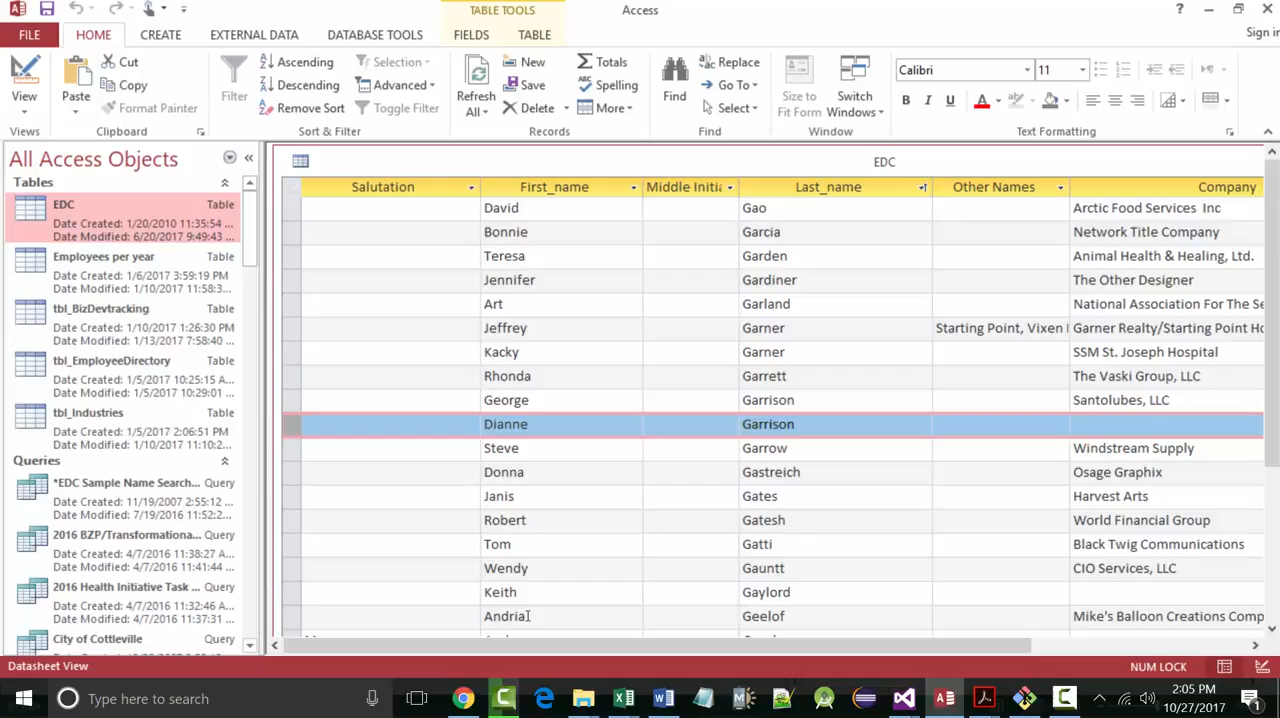 TABLE TOOLS Access ? Sign in
FILE HOME CREATE EXTERNAL DATA DATABASE TOOLS FIELDS TABLE
View Paste Cut Copy Format Painter
Views Clipboard
Filter Ascending Descending Remove Sort Selection Advanced Toggle Filter
Sort & Filter
Refresh All New Save Delete Totals Spelling More
Records
Find Replace Go To Select
Find
Size to Fit Form Switch Windows
Window
Calibri 11 B I U A
Text Formatting
All Access Objects
Tables
EDC Table
Date Created: 1/20/2010 11:35:54 ...
Date Modified: 6/20/2017 9:49:43 ...
Employees per year Table
Date Created: 1/6/2017 3:59:19 PM
Date Modified: 1/10/2017 11:58:3...
tbl_BizDevtracking Table
Date Created: 1/10/2017 1:26:30 PM
Date Modified: 1/13/2017 7:58:40 ...
tbl_EmployeeDirectory Table
Date Created: 1/5/2017 10:25:15 A...
Date Modified: 1/5/2017 10:29:01 ...
tbl_Industries Table
Date Created: 1/5/2017 2:06:51 PM
Date Modified: 1/10/2017 11:10:2...
Queries
*EDC Sample Name Search... Query
Date Created: 11/19/2007 2:55:12 ...
Date Modified: 7/19/2016 11:52:2...
2016 BZP/Transformationa... Query
Date Created: 4/7/2016 11:38:27 A...
Date Modified: 4/7/2016 11:41:44 ...
2016 Health Initiative Task ... Query
Date Created: 4/7/2016 11:32:46 A...
Date Modified: 4/7/2016 11:37:31 ...
City of Cottleville Query
EDC
Salutation First_name Middle Initia Last_name Other Names Company
David Gao Arctic Food Services Inc
Bonnie Garcia Network Title Company
Teresa Garden Animal Health & Healing, Ltd.
Jennifer Gardiner The Other Designer
Art Garland National Association For The Se
Jeffrey Garner Starting Point, Vixen Garner Realty/Starting Point Ho
Kacky Garner SSM St. Joseph Hospital
Rhonda Garrett The Vaski Group, LLC
George Garrison Santolubes, LLC
Dianne Garrison
Steve Garrow Windstream Supply
Donna Gastreich Osage Graphix
Janis Gates Harvest Arts
Robert Gatesh World Financial Group
Tom Gatti Black Twig Communications
Wendy Gauntt CIO Services, LLC
Keith Gaylord
Andria Geelof Mike's Balloon Creations Comp
Datasheet View NUM LOCK
Type here to search
2:05 PM
10/27/2017